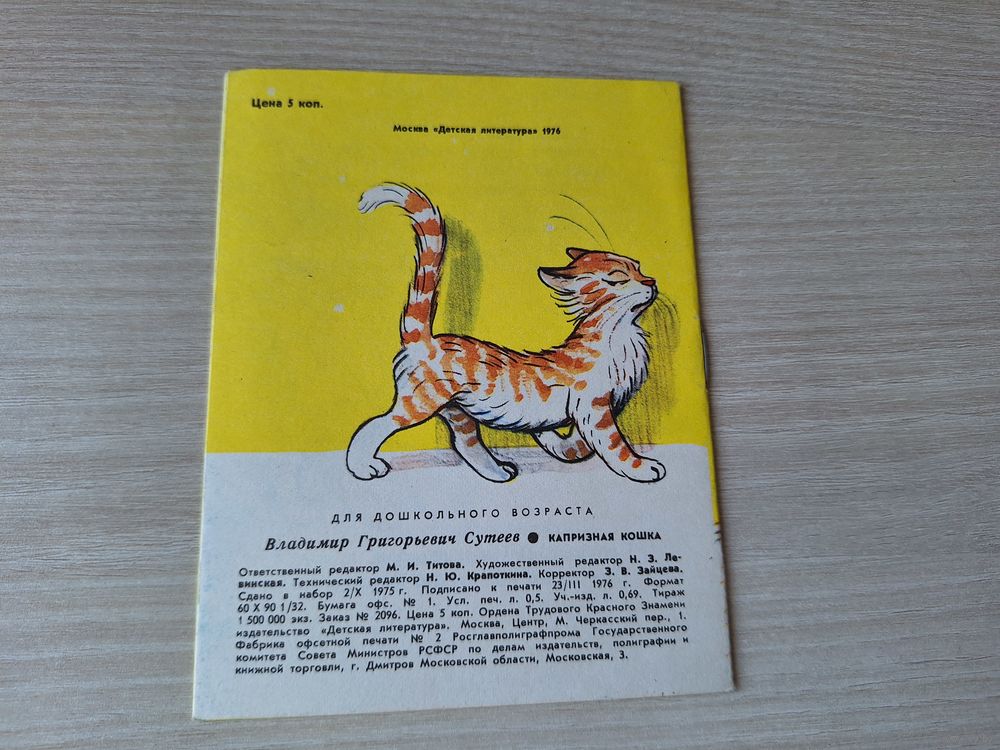 Цена 5 коп.
Москва «Детская литература» 1976
ДЛЯ ДОШКОЛЬНОГО ВОЗРАСТА
Владимир Григорьевич Сутеев ● КАПРИЗНАЯ КОШКА
Ответственный редактор М. И. Титова. Художественный редактор Н. З. Ле-
винская. Технический редактор Н. Ю. Крапоткина. Корректор З. В. Зайцева.
Сдано в набор 2/X 1975 г. Подписано к печати 23/III 1976 г. Формат
60 X 90 1/32. Бумага офс. № 1. Усл. печ. л. 0,5. Уч.-изд. л. 0,69. Тираж
1 500 000 экз. Заказ № 2096. Цена 5 коп. Ордена Трудового Красного Знамени
издательство «Детская литература». Москва, Центр, М. Черкасский пер., 1.
Фабрика офсетной печати № 2 Росглавполиграфпрома Государственного
комитета Совета Министров РСФСР по делам издательств, полиграфии и
книжной торговли, г. Дмитров Московской области, Московская, 3.